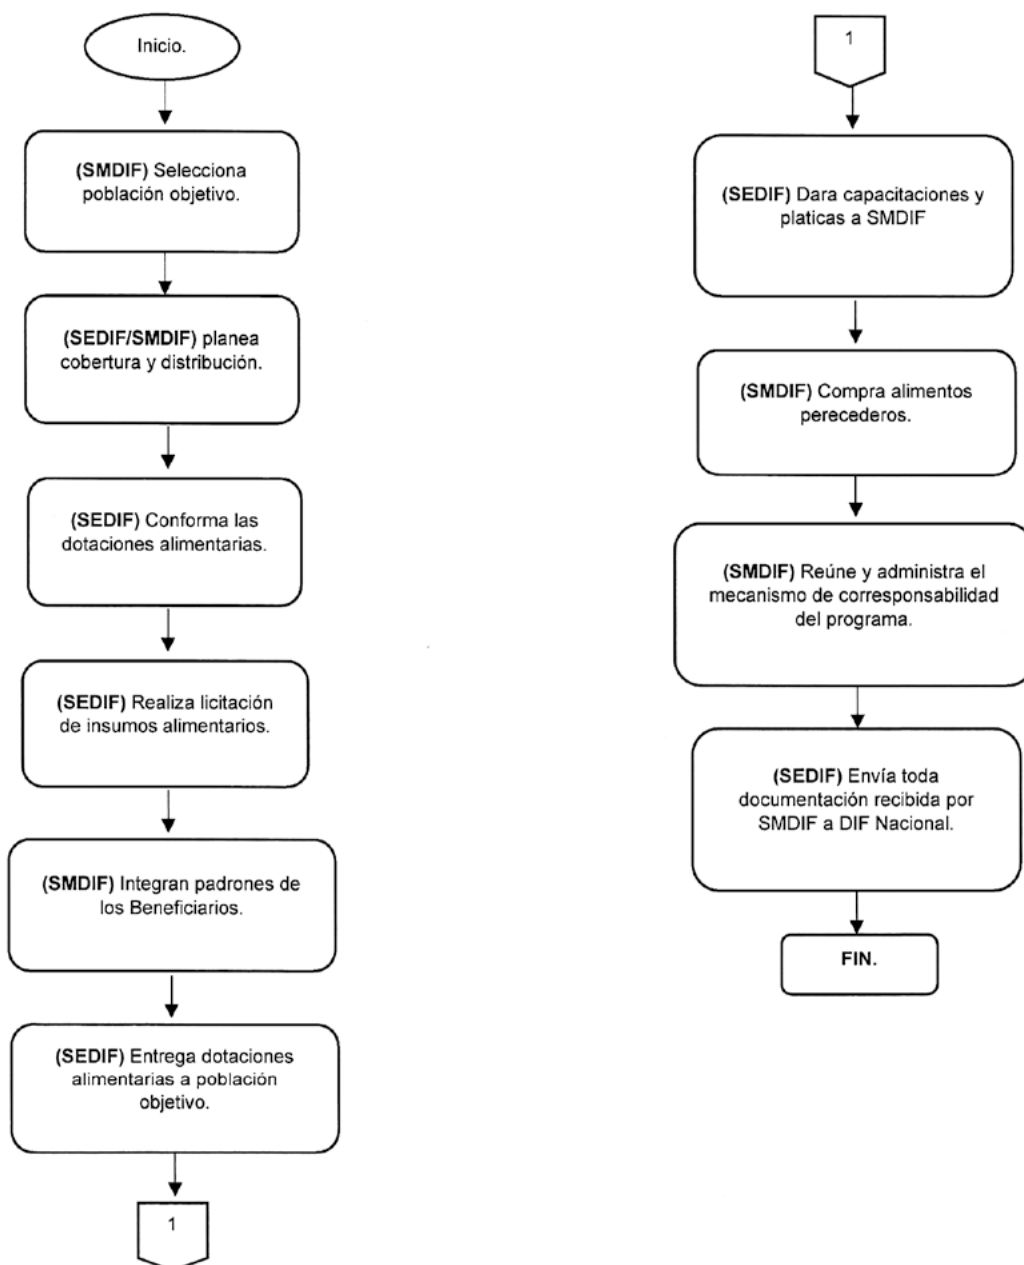 Inicio.
(SMDIF) Selecciona
población objetivo.
(SEDIF/SMDIF) planea
cobertura y distribución.
(SEDIF) Conforma las
dotaciones alimentarias.
(SEDIF) Realiza licitación
de insumos alimentarios.
(SMDIF) Integran padrones de
los Beneficiarios.
(SEDIF) Entrega dotaciones
alimentarias a población
objetivo.
1
1
(SEDIF) Dara capacitaciones y
platicas a SMDIF
(SMDIF) Compra alimentos
perecederos.
(SMDIF) Reúne y administra el
mecanismo de corresponsabilidad
del programa.
(SEDIF) Envía toda
documentación recibida por
SMDIF a DIF Nacional.
FIN.